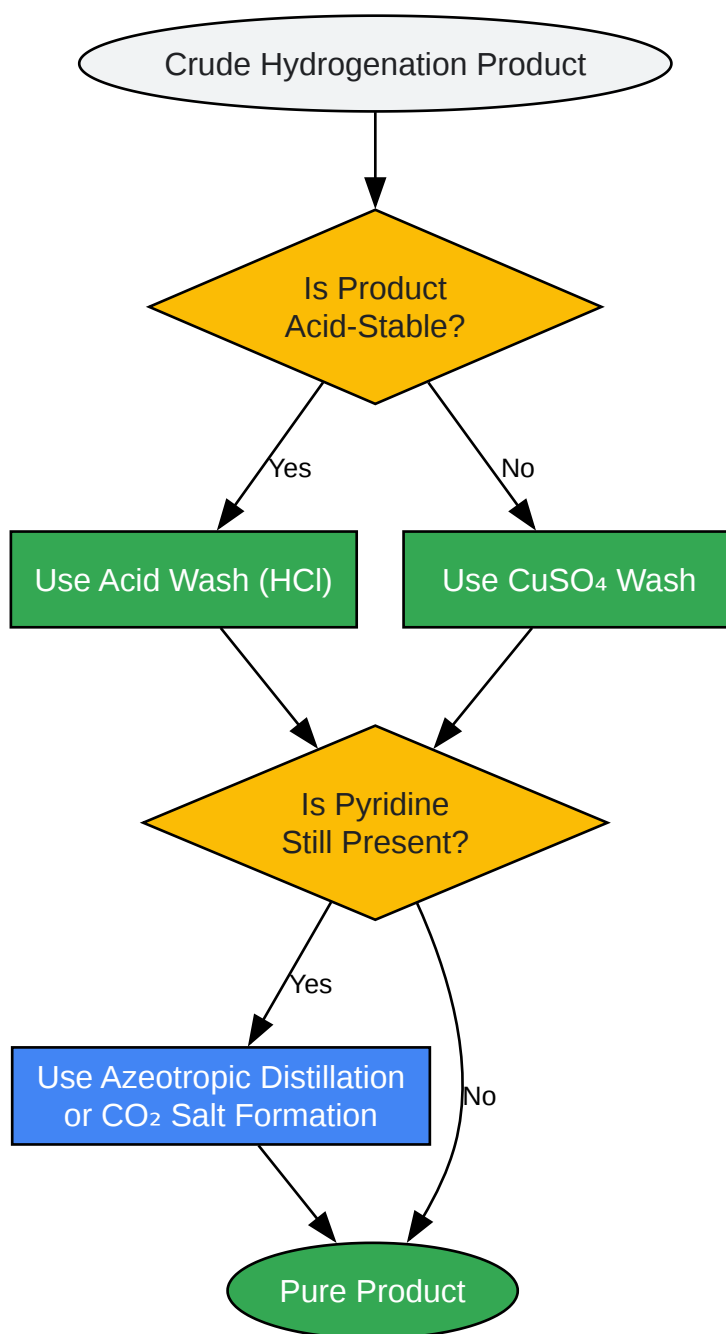 Crude Hydrogenation Product
Is Product
Acid-Stable?
Yes
No
Use Acid Wash (HCl)
Use CuSO₄ Wash
Is Pyridine
Still Present?
Yes
Use Azeotropic Distillation
or CO₂ Salt Formation
No
Pure Product